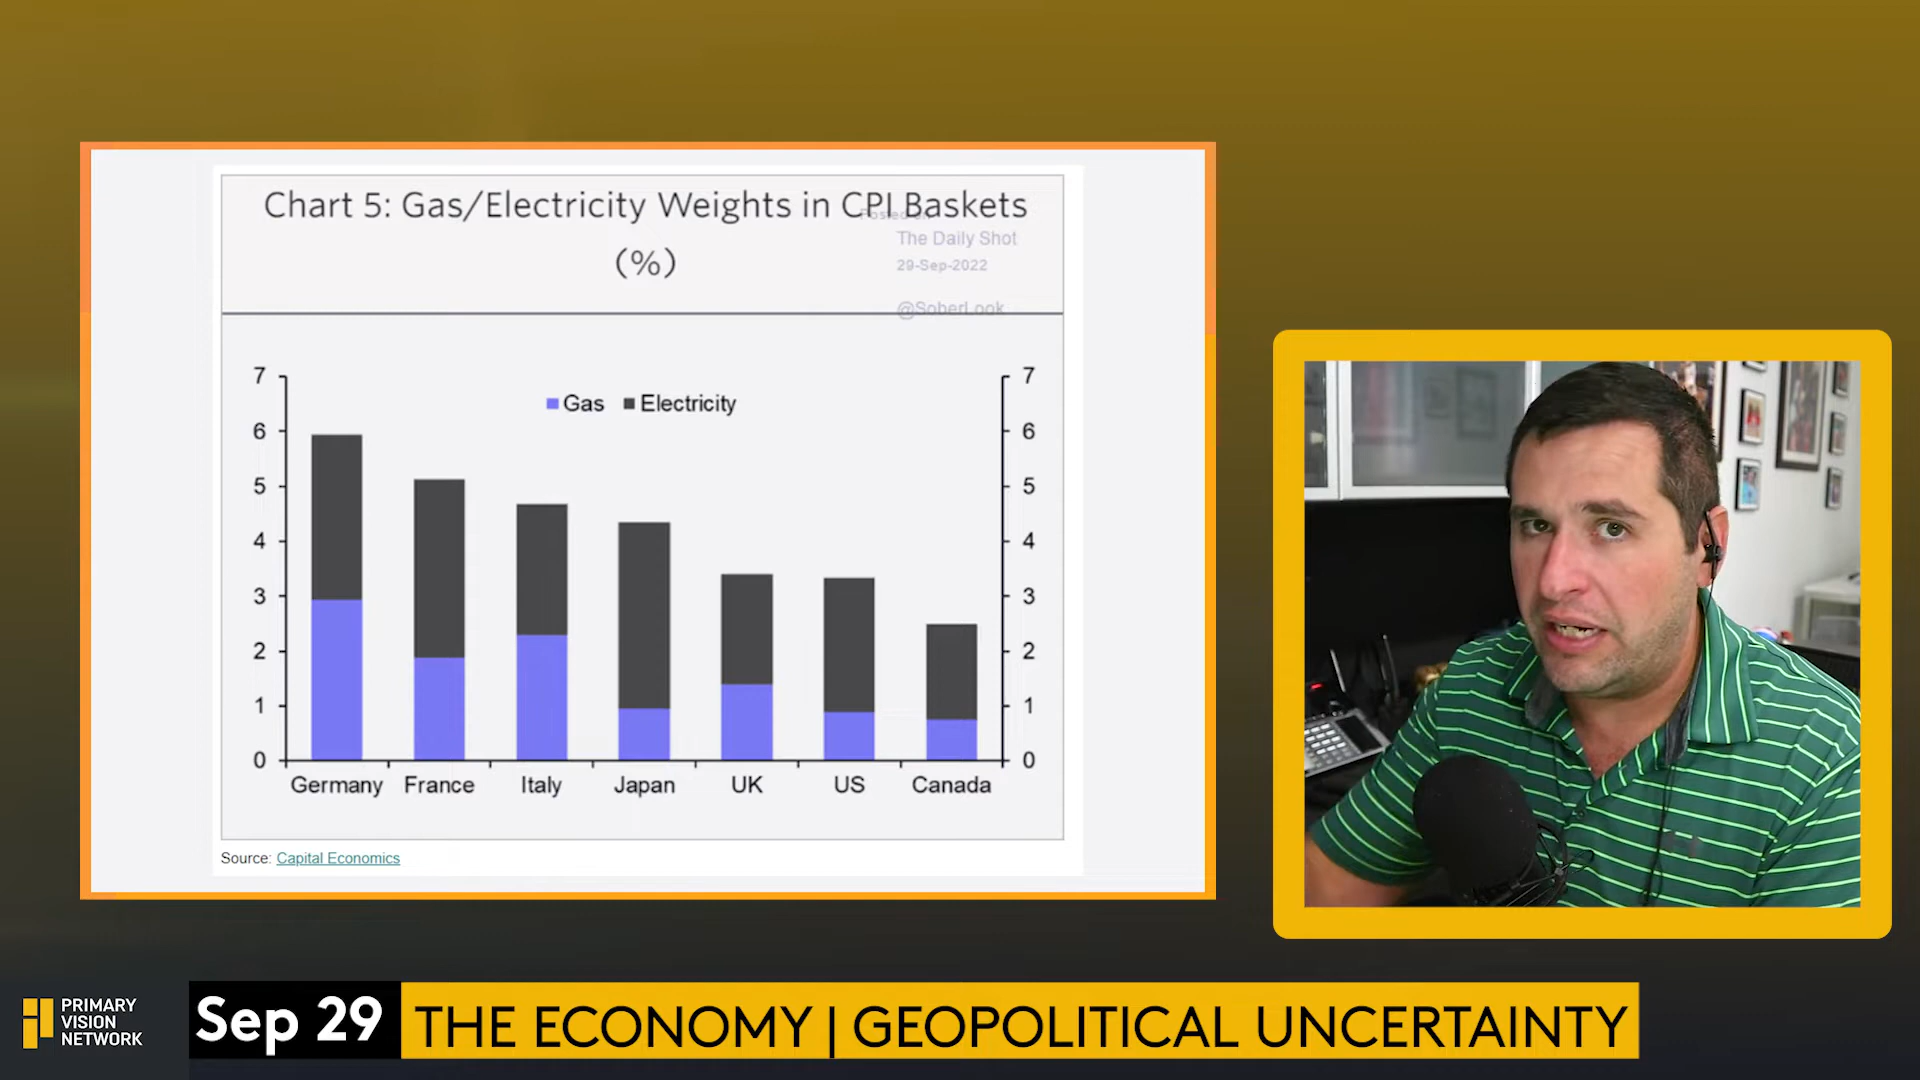 Chart 5: Gas/Electricity Weights in CPI Baskets
(%)
Posted on
The Daily Shot
29-Sep-2022
@SoberLook
Gas Electricity
7 7
6 6
5 5
4 4
3 3
2 2
1 1
0 0
Germany France Italy Japan UK US Canada
Source: Capital Economics
PRIMARY
VISION
NETWORK
Sep 29
THE ECONOMY | GEOPOLITICAL UNCERTAINTY